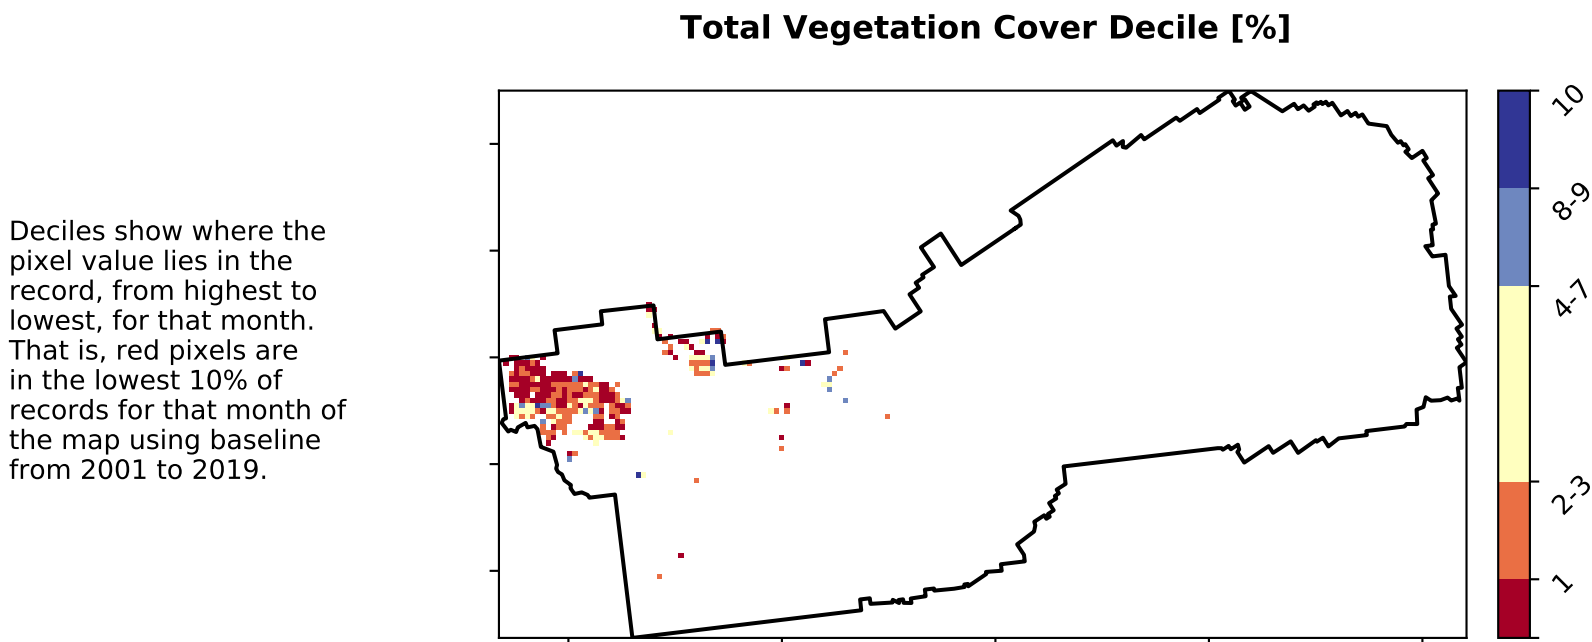 Total Vegetation Cover Decile [%]
Deciles show where the
pixel value lies in the
record, from highest to
lowest, for that month.
That is, red pixels are
in the lowest 10% of
records for that month of
the map using baseline
from 2001 to 2019.
10
8-9
4-7
2-3
1